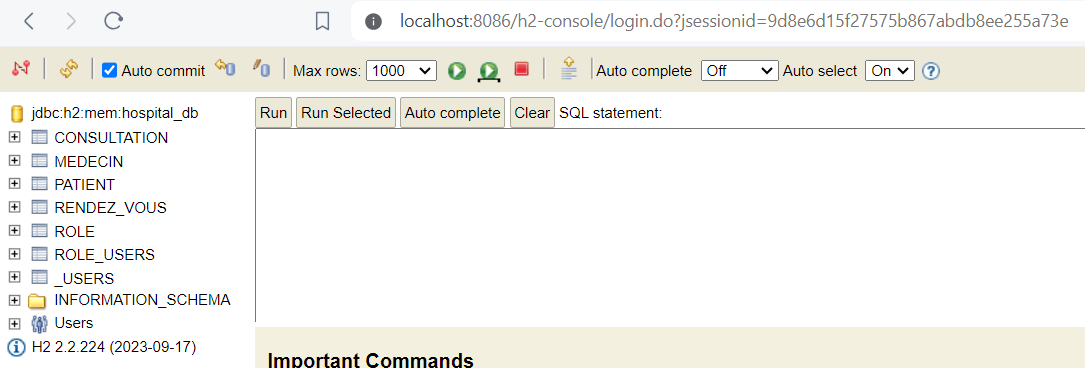 localhost:8086/h2-console/login.do?jsessionid=9d8e6d15f27575b867abdb8ee255a73e
Auto commit Max rows: 1000 Auto complete Off Auto select On
jdbc:h2:mem:hospital_db
CONSULTATION
MEDECIN
PATIENT
RENDEZ_VOUS
ROLE
ROLE_USERS
_USERS
INFORMATION_SCHEMA
Users
H2 2.2.224 (2023-09-17)
Run Run Selected Auto complete Clear SQL statement:
Important Commands